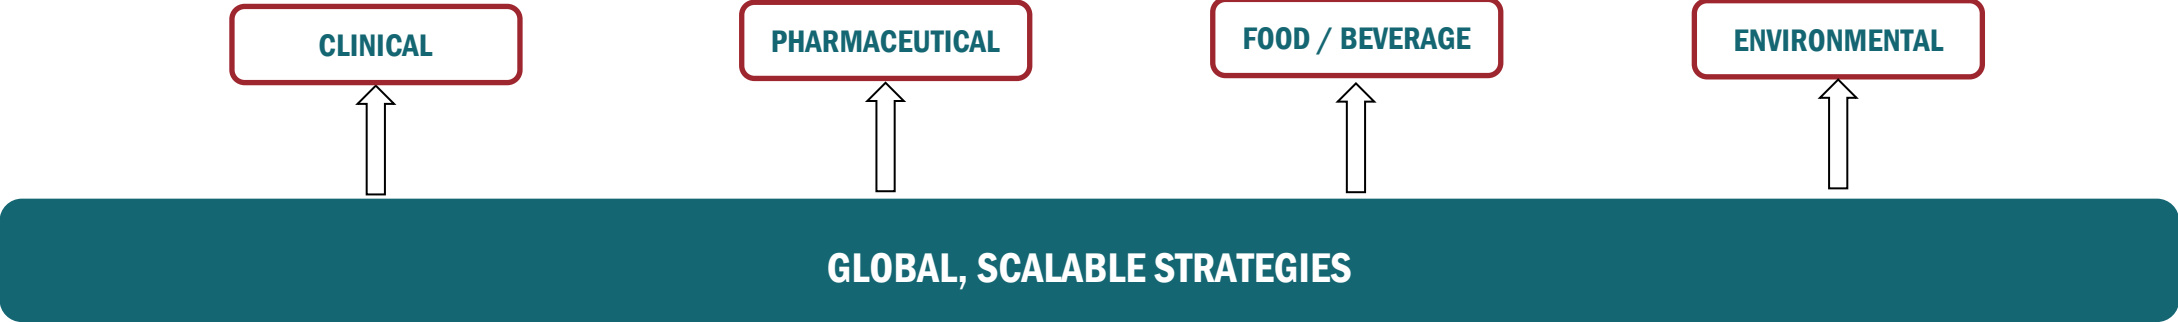 CLINICAL
PHARMACEUTICAL
FOOD / BEVERAGE
ENVIRONMENTAL
GLOBAL, SCALABLE STRATEGIES